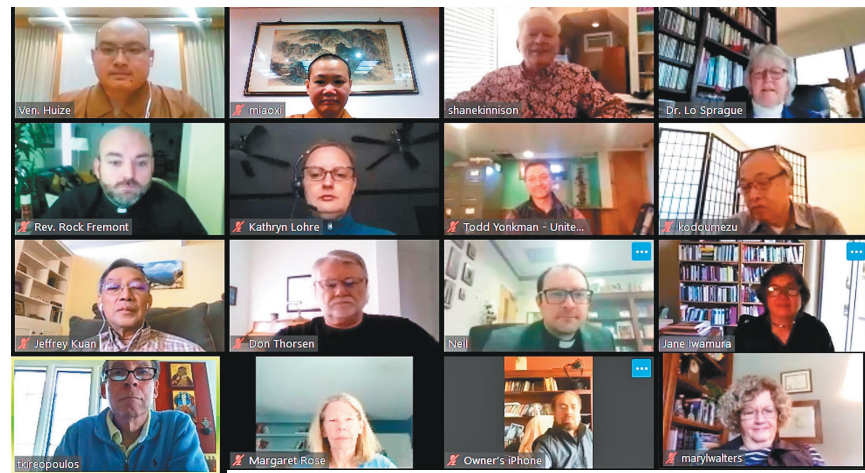 Ven. Huize
miaoxi
shanekinnison
Dr. Lo Sprague
Rev. Rock Fremont
Kathryn Lohre
Todd Yonkman - Unite...
kodoumezu
Jeffrey Kuan
Don Thorsen
Neil
Jane Iwamura
tkireopoulos
Margaret Rose
Owner's iPhone
marylwalters